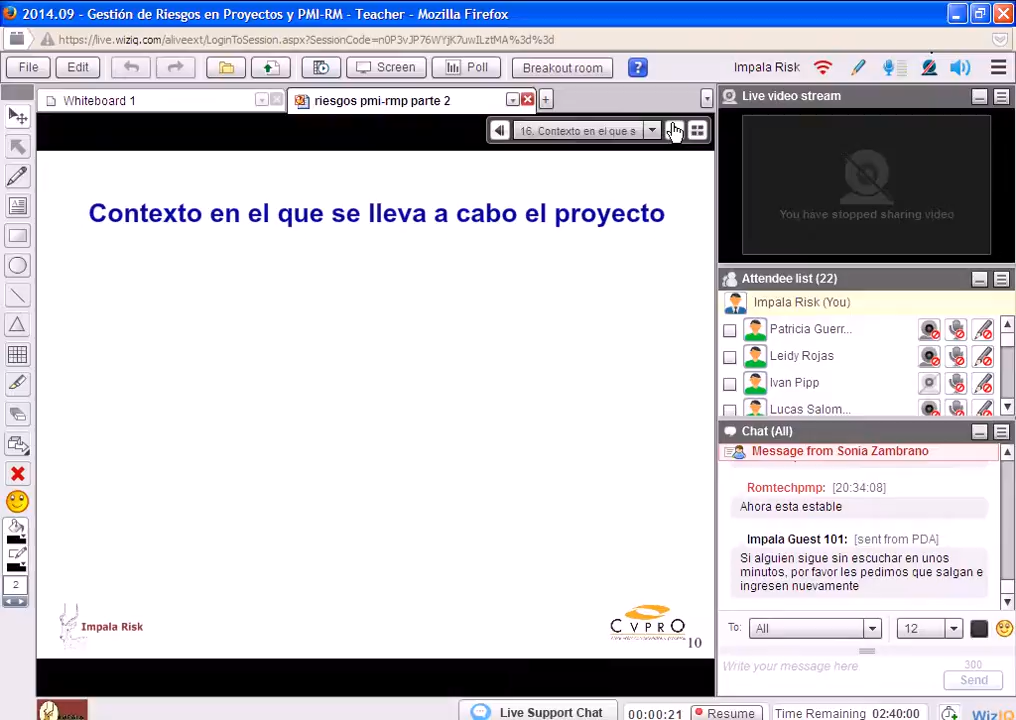 2014.09 - Gestión de Riesgos en Proyectos y PMI-RM - Teacher - Mozilla Firefox
https://live.wiziq.com/aliveext/LoginToSession.aspx?SessionCode=n0P3vJP76WYjK7uwILztMA%3d%3d
File Edit Screen Poll Breakout room ? Impala Risk
Whiteboard 1 riesgos pmi-rmp parte 2
16. Contexto en el que s
Contexto en el que se lleva a cabo el proyecto
Impala Risk
CVPRO
10
2
Live video stream
You have stopped sharing video
Attendee list (22)
Impala Risk (You)
Patricia Guerr...
Leidy Rojas
Ivan Pipp
Lucas Salom...
Chat (All)
Message from Sonia Zambrano
Romtechpmp: [20:34:08]
Ahora esta estable
Impala Guest 101: [sent from PDA]
Si alguien sigue sin escuchar en unos
minutos, por favor les pedimos que salgan e
ingresen nuevamente
To: All 12
Write your message here 300
Send
Live Support Chat 00:00:21 Resume Time Remaining 02:40:00 WizIQ